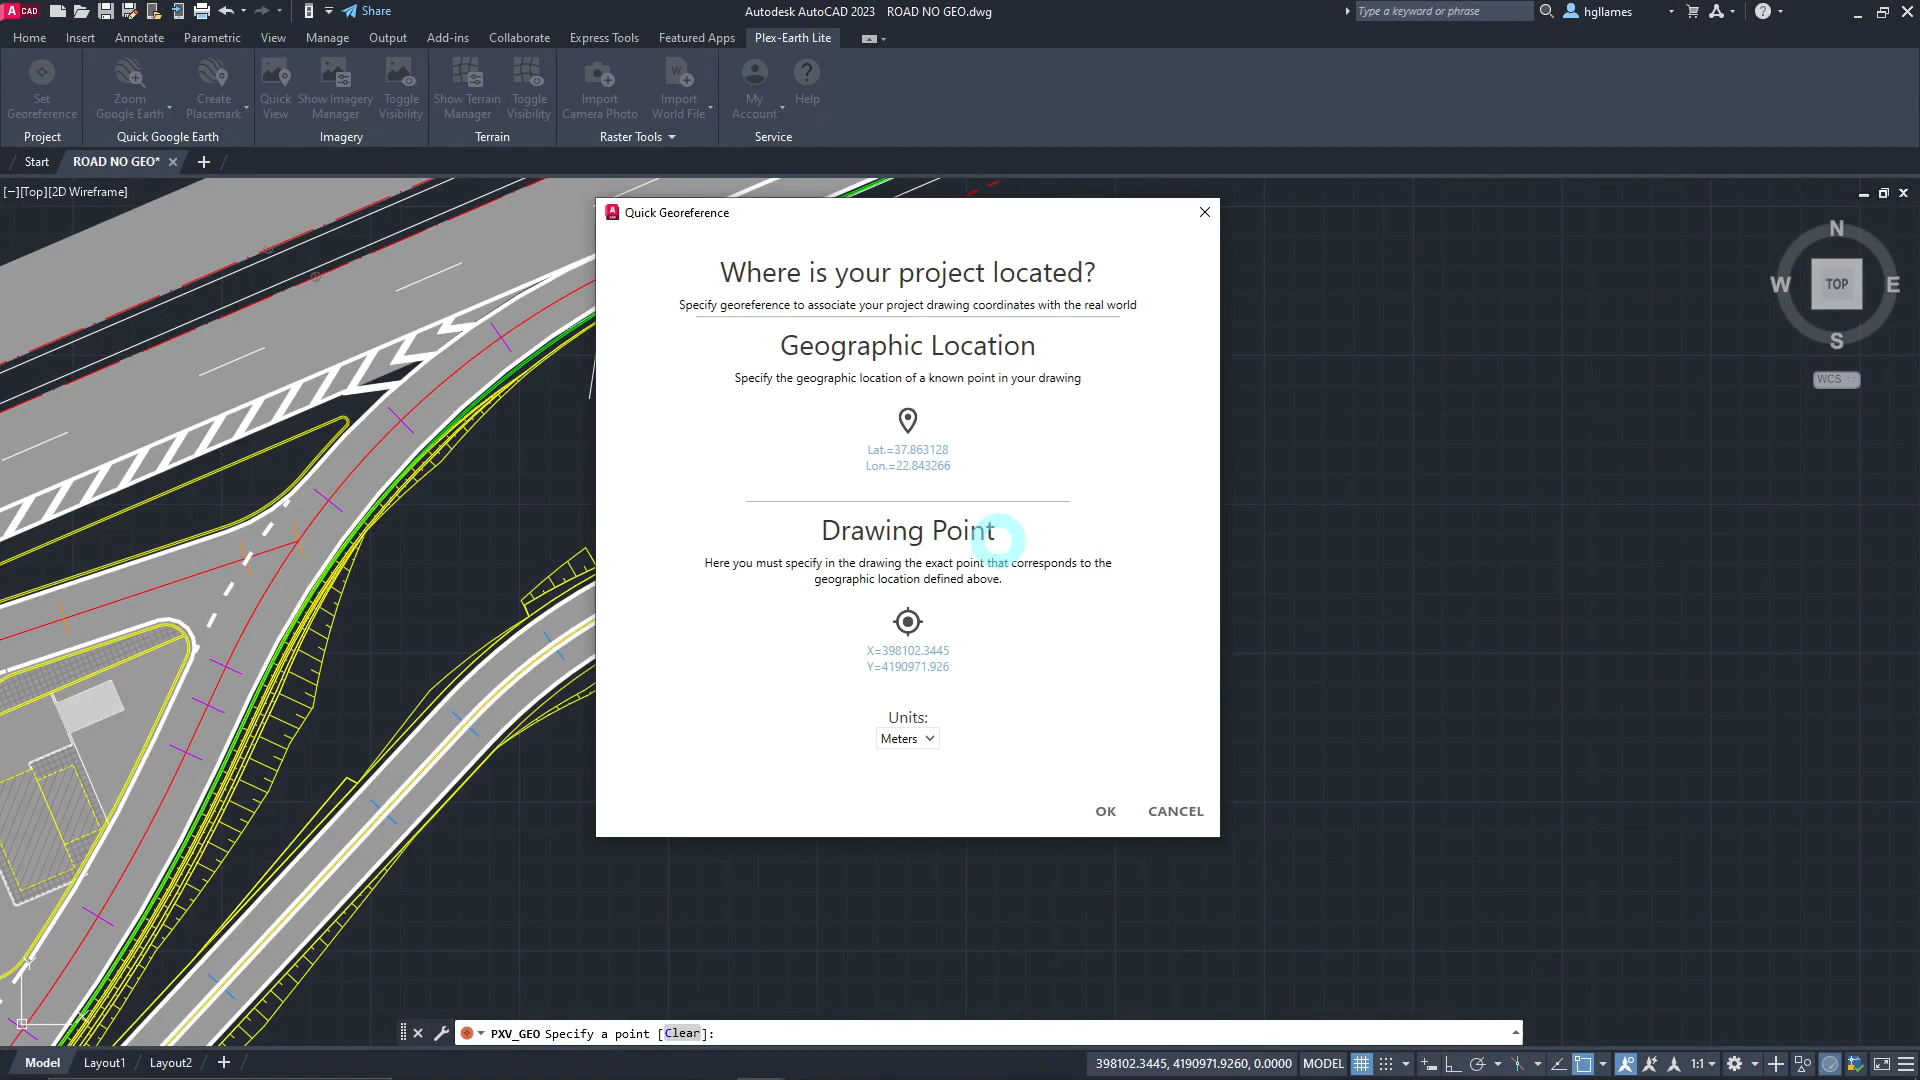 A CAD
Share
Autodesk AutoCAD 2023 ROAD NO GEO.dwg
Type a keyword or phrase
hgllames
Home Insert Annotate Parametric View Manage Output Add-ins Collaborate Express Tools Featured Apps Plex-Earth Lite
Set Georeference
Zoom Google Earth
Create Placemark
Quick View
Show Imagery Manager
Toggle Visibility
Show Terrain Manager
Toggle Visibility
Import Camera Photo
Import World File
My Account
Help
Project Quick Google Earth Imagery Terrain Raster Tools Service
Start ROAD NO GEO*
[−][Top][2D Wireframe]
Quick Georeference
Where is your project located?
Specify georeference to associate your project drawing coordinates with the real world
Geographic Location
Specify the geographic location of a known point in your drawing
Lat.=37.863128
Lon.=22.843266
Drawing Point
Here you must specify in the drawing the exact point that corresponds to the
geographic location defined above.
X=398102.3445
Y=4190971.926
Units:
Meters
OK CANCEL
N
W TOP E
S
WCS
PXV_GEO Specify a point [Clear]:
Model Layout1 Layout2
398102.3445, 4190971.9260, 0.0000 MODEL
1:1